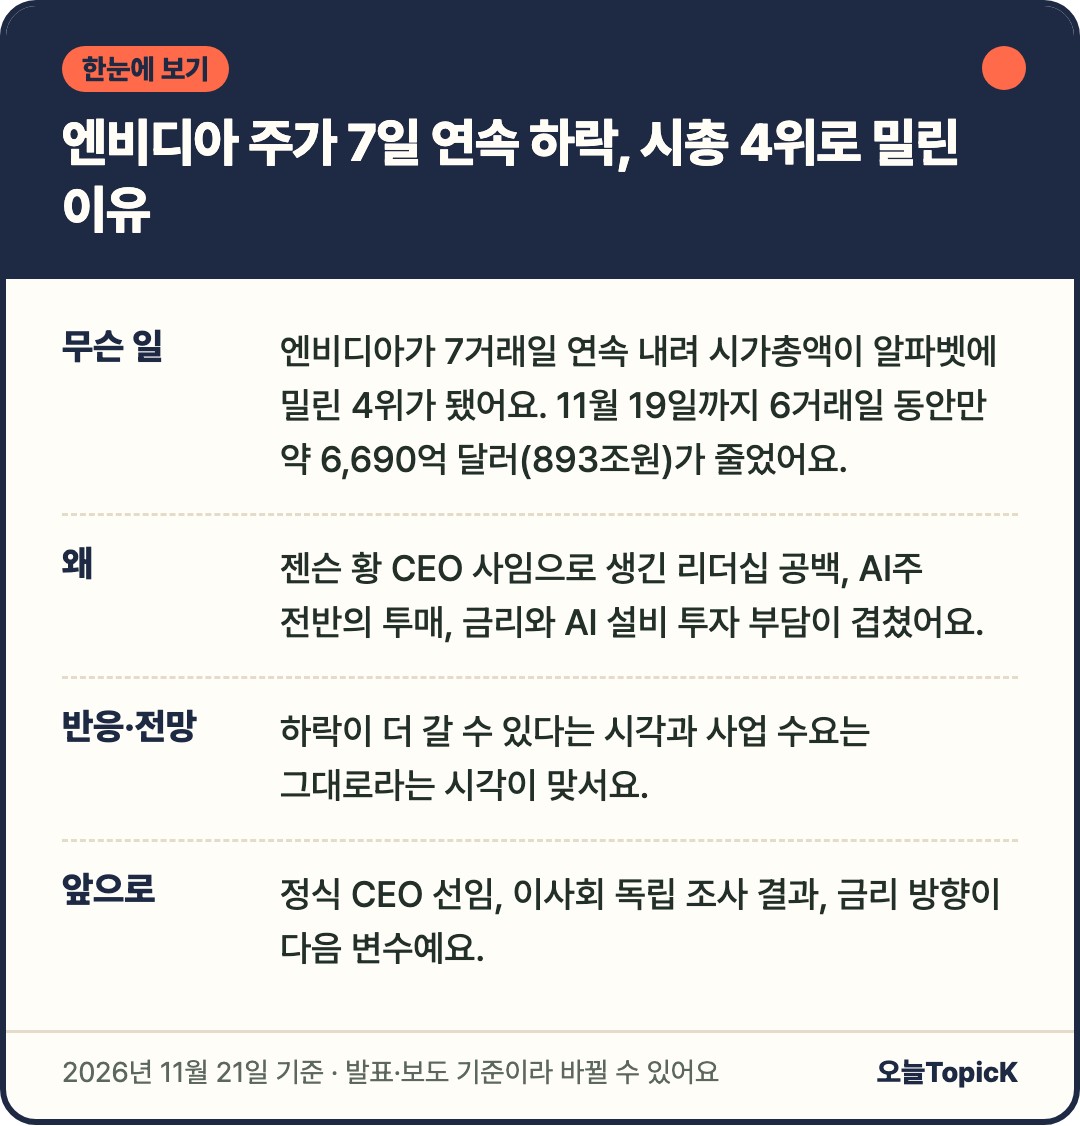 한눈에 보기
엔비디아 주가 7일 연속 하락, 시총 4위로 밀린
이유
무슨 일
엔비디아가 7거래일 연속 내려 시가총액이 알파벳에
밀린 4위가 됐어요. 11월 19일까지 6거래일 동안만
약 6,690억 달러(893조원)가 줄었어요.
왜
젠슨 황 CEO 사임으로 생긴 리더십 공백, AI주
전반의 투매, 금리와 AI 설비 투자 부담이 겹쳤어요.
반응·전망
하락이 더 갈 수 있다는 시각과 사업 수요는
그대로라는 시각이 맞서요.
앞으로
정식 CEO 선임, 이사회 독립 조사 결과, 금리 방향이
다음 변수예요.
2026년 11월 21일 기준 · 발표·보도 기준이라 바뀔 수 있어요
오늘TopicK